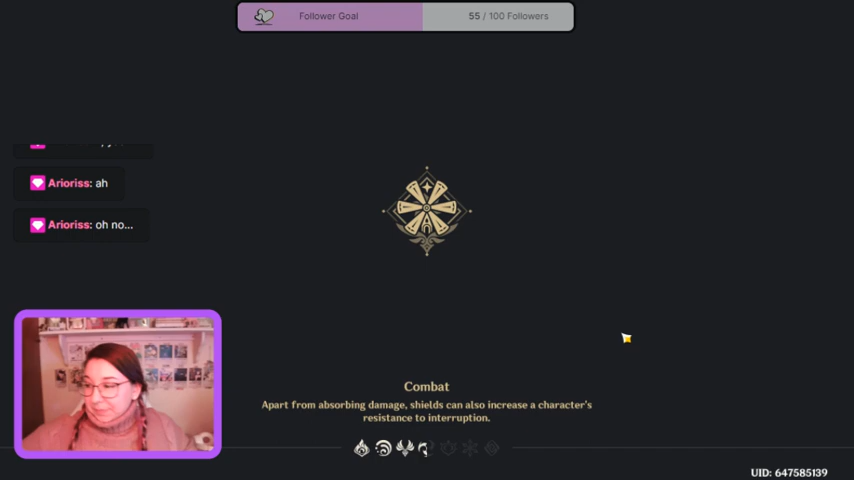 Follower Goal 55 / 100 Followers
Arioriss: ah
Arioriss: oh no...
Combat
Apart from absorbing damage, shields can also increase a character's
resistance to interruption.
UID: 647585139